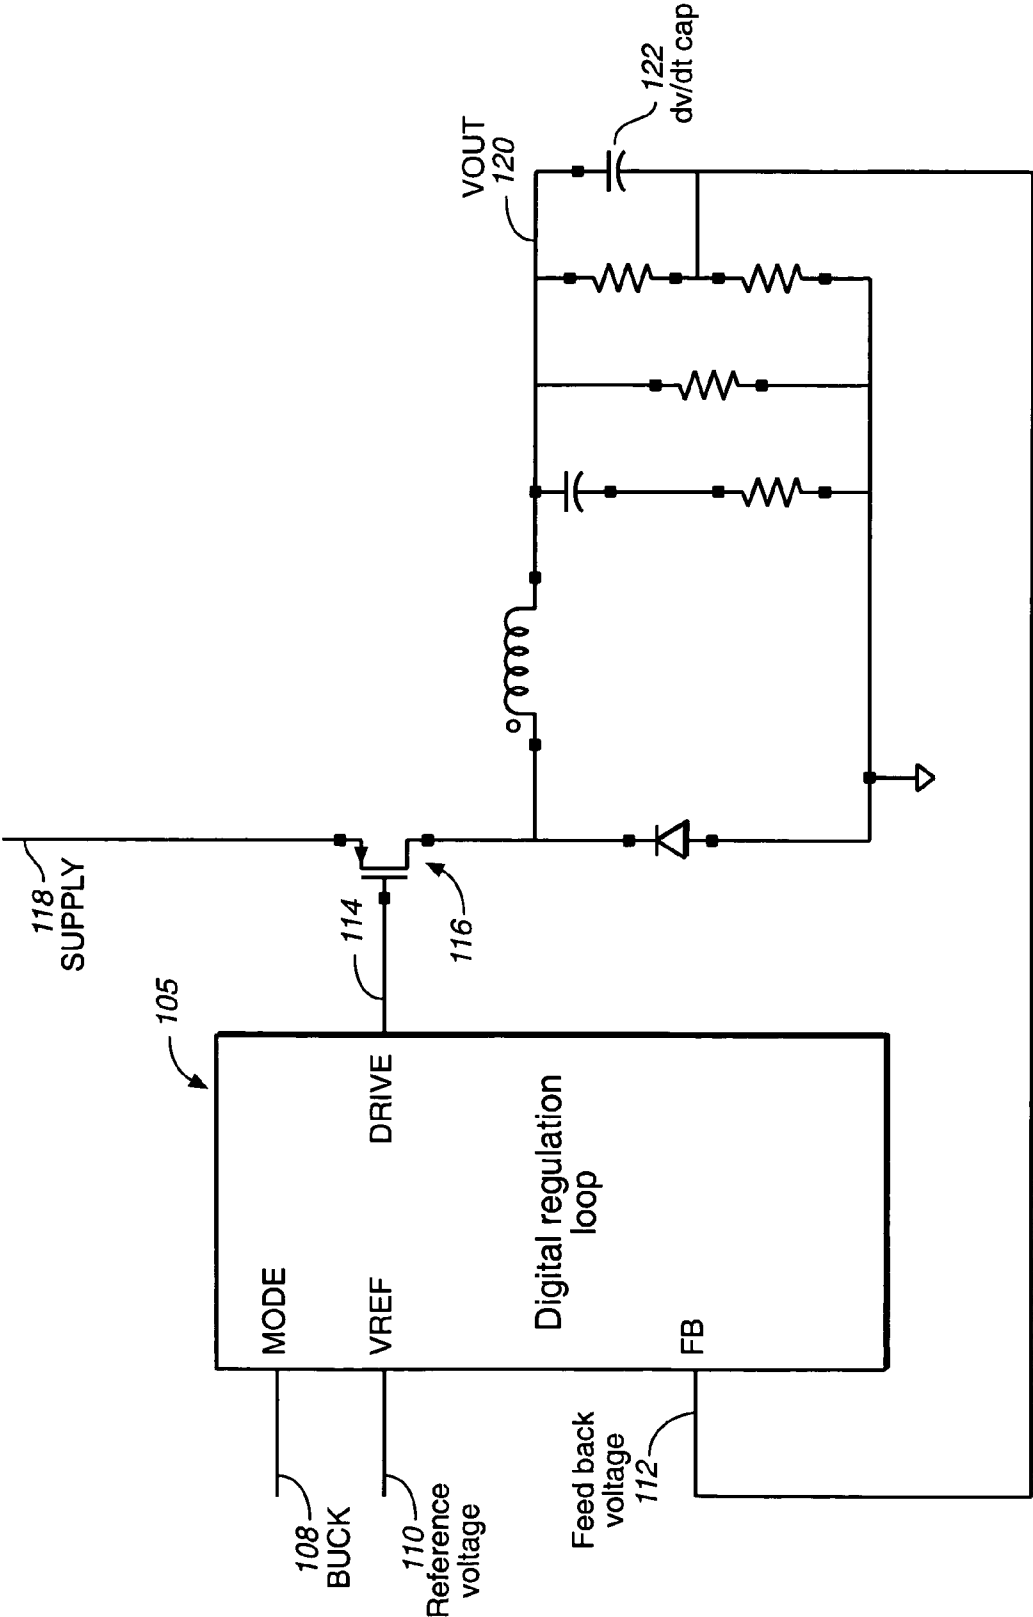 118
SUPPLY
105
114
116
VOUT
120
122
dv/dt cap
MODE
DRIVE
VREF
Digital regulation
loop
FB
108
BUCK
110
Reference
voltage
Feed back
voltage
112